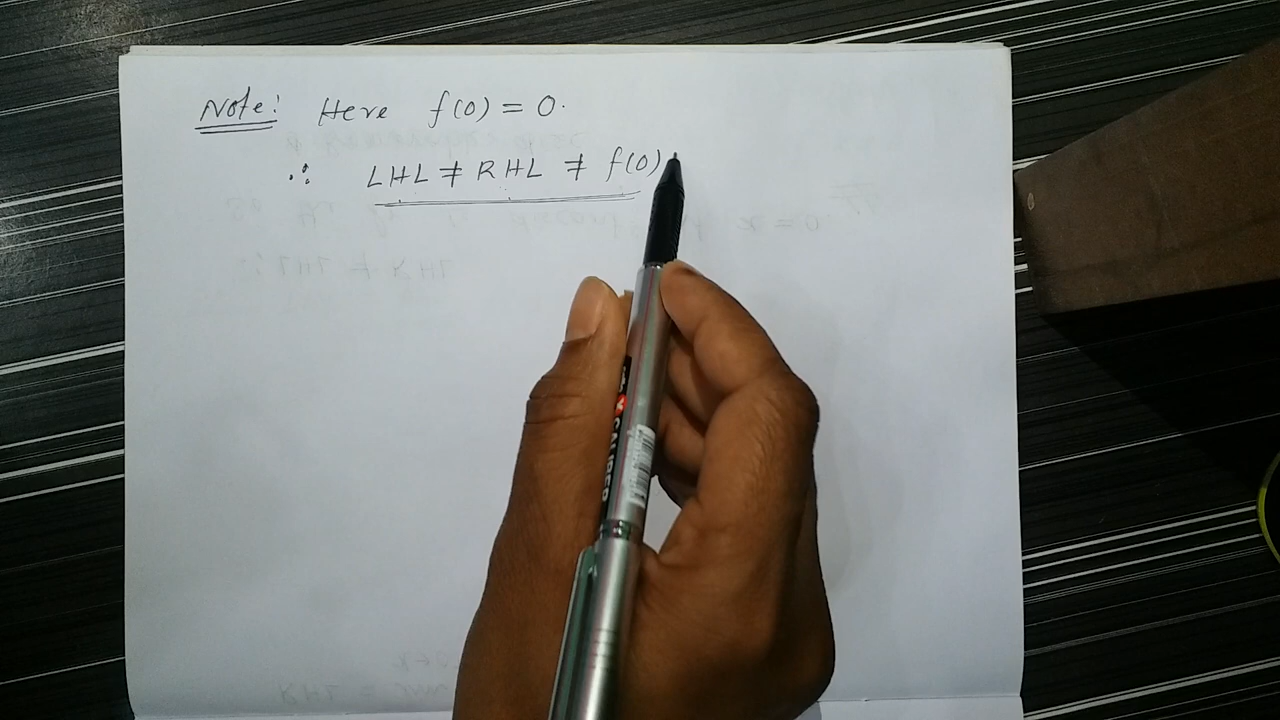 Note: Here f(0) = 0.
∴ LHL ≠ RHL ≠ f(0)